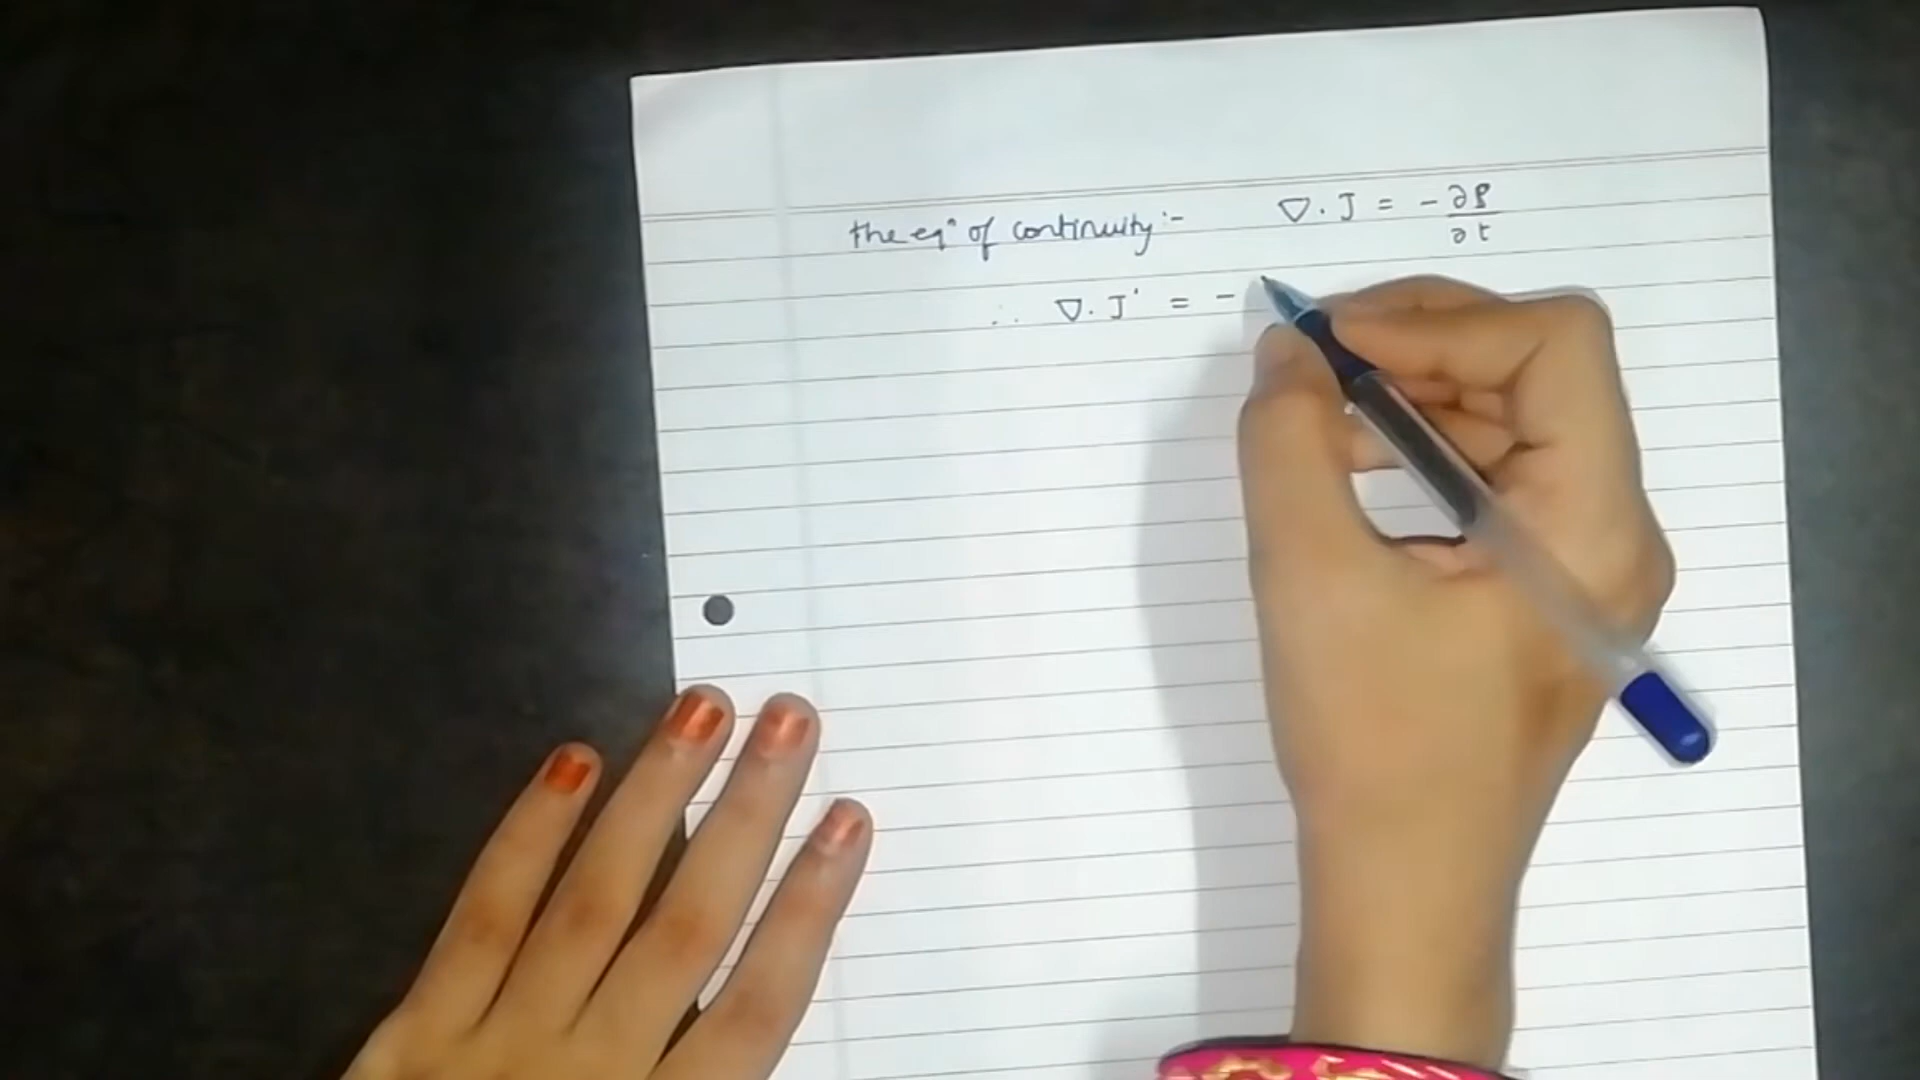 the eqⁿ of continuity :- ∇ . J = - ∂ρ/∂t
∴ ∇ . J' = -